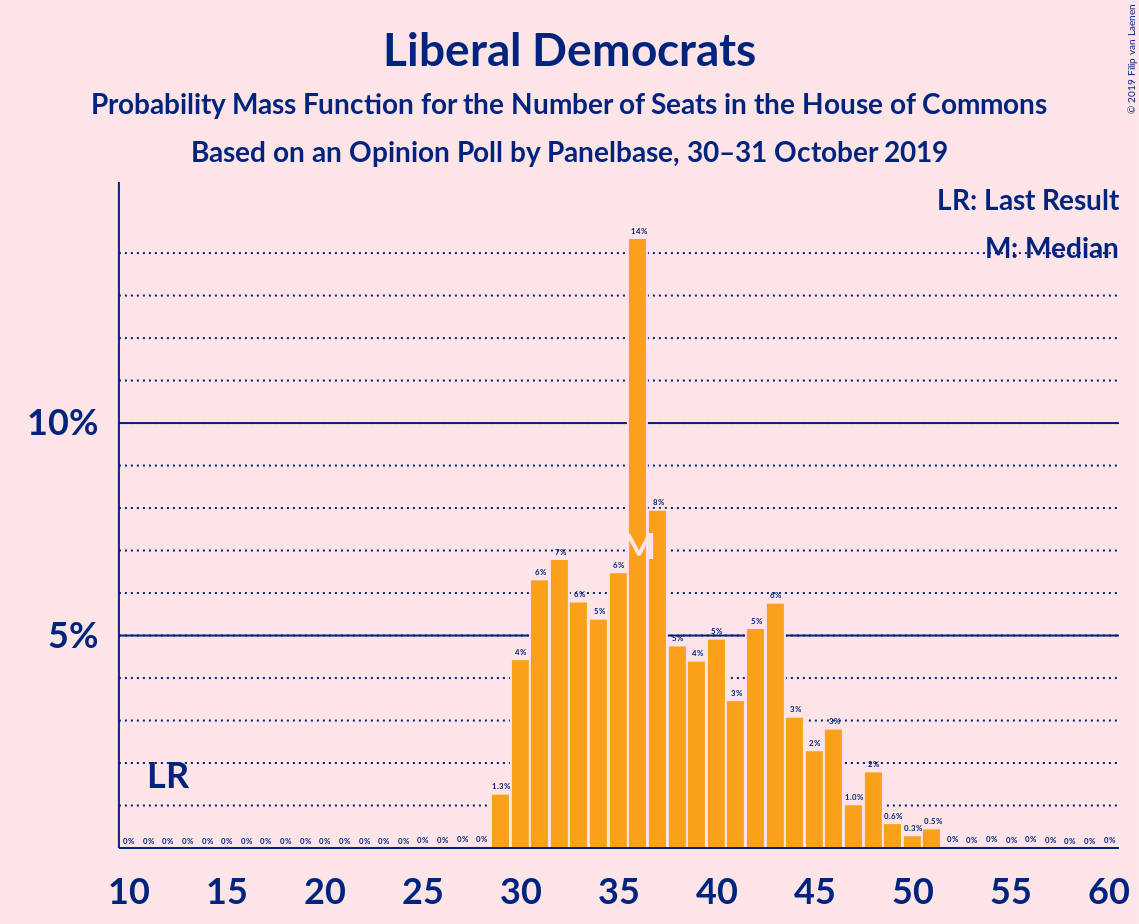 Liberal Democrats
Probability Mass Function for the Number of Seats in the House of Commons
Based on an Opinion Poll by Panelbase, 30–31 October 2019
© 2019 Filip van Laenen
LR: Last Result
M: Median
10%
5%
LR
M
0% 0% 0% 0% 0% 0% 0% 0% 0% 0% 0% 0% 0% 0% 0% 0% 0% 0% 0% 1.3% 4% 6% 7% 6% 5% 6% 14% 8% 5% 4% 5% 3% 5% 6% 3% 2% 3% 1.0% 2% 0.6% 0.3% 0.5% 0% 0% 0% 0% 0% 0% 0% 0% 0%
10 15 20 25 30 35 40 45 50 55 60